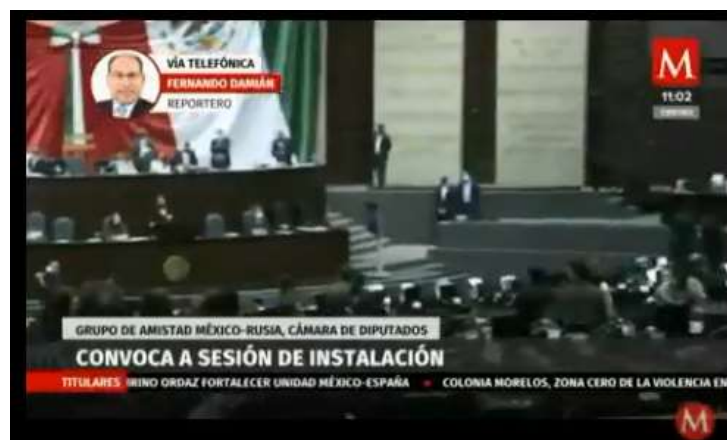 VÍA TELEFÓNICA
FERNANDO DAMIÁN
REPORTERO
M
11:02
GRUPO DE AMISTAD MÉXICO-RUSIA, CÁMARA DE DIPUTADOS
CONVOCA A SESIÓN DE INSTALACIÓN
TITULARES RINO ORDAZ FORTALECER UNIDAD MÉXICO-ESPAÑA COLONIA MORELOS, ZONA CERO DE LA VIOLENCIA EN
M